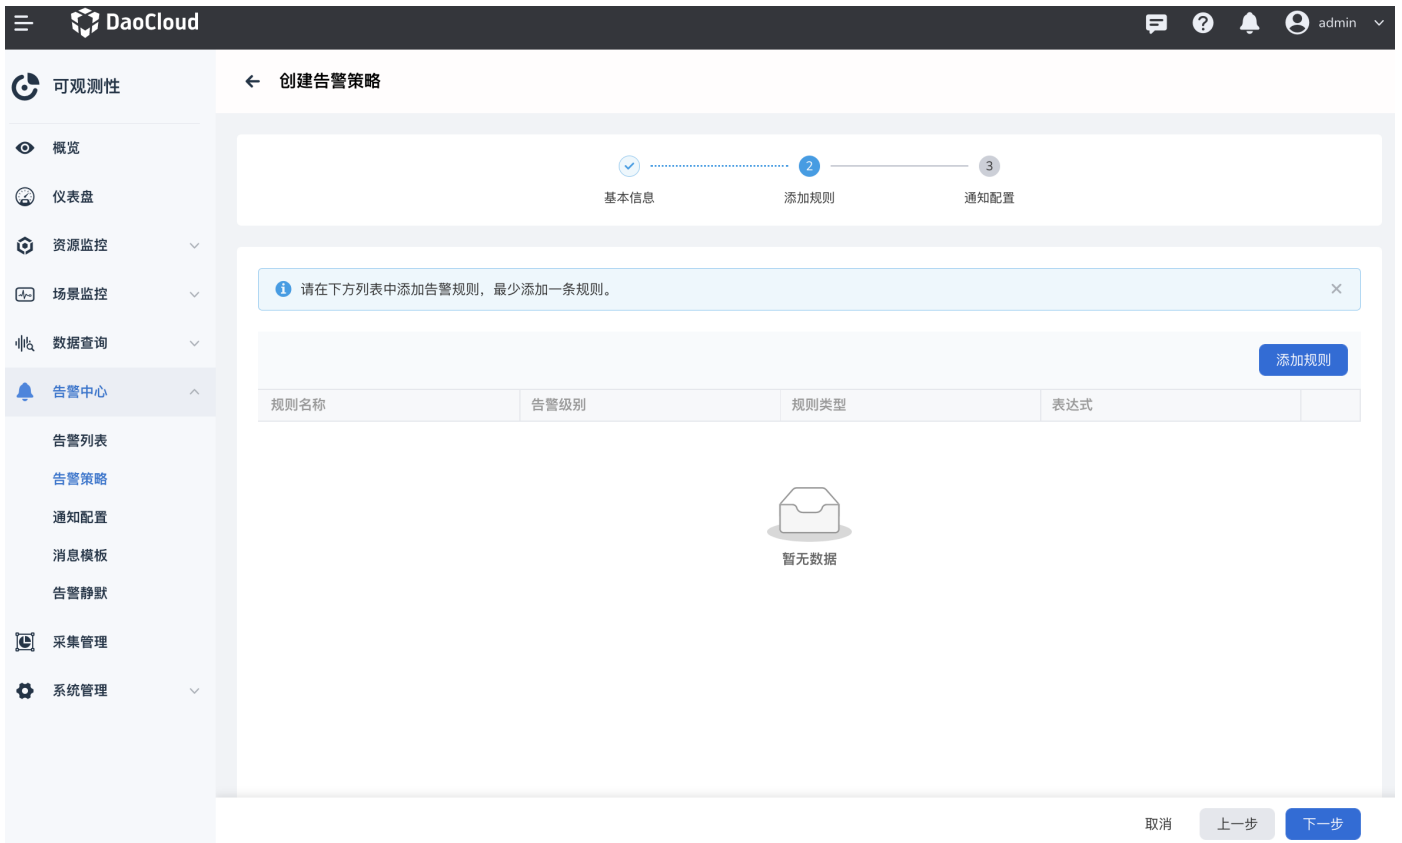 DaoCloud
admin
可观测性
创建告警策略
概览
仪表盘
资源监控
场景监控
数据查询
告警中心
告警列表
告警策略
通知配置
消息模板
告警静默
采集管理
系统管理
2
3
基本信息
添加规则
通知配置
请在下方列表中添加告警规则，最少添加一条规则。
添加规则
规则名称
告警级别
规则类型
表达式
暂无数据
取消
上一步
下一步